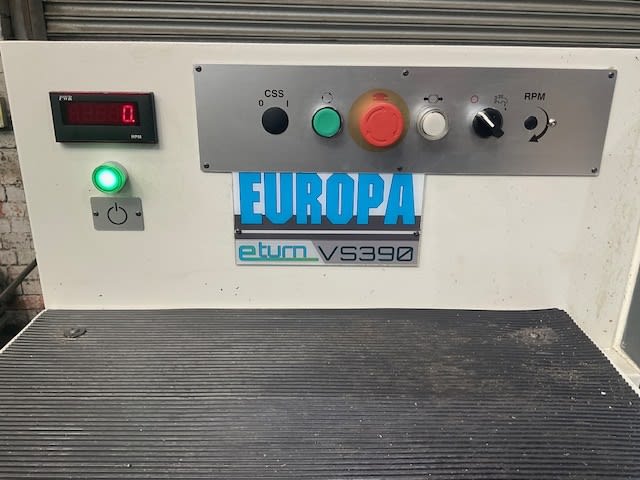 PWR
0.
RPM
CSS
0 I
RPM
EUROPA
eturn VS390